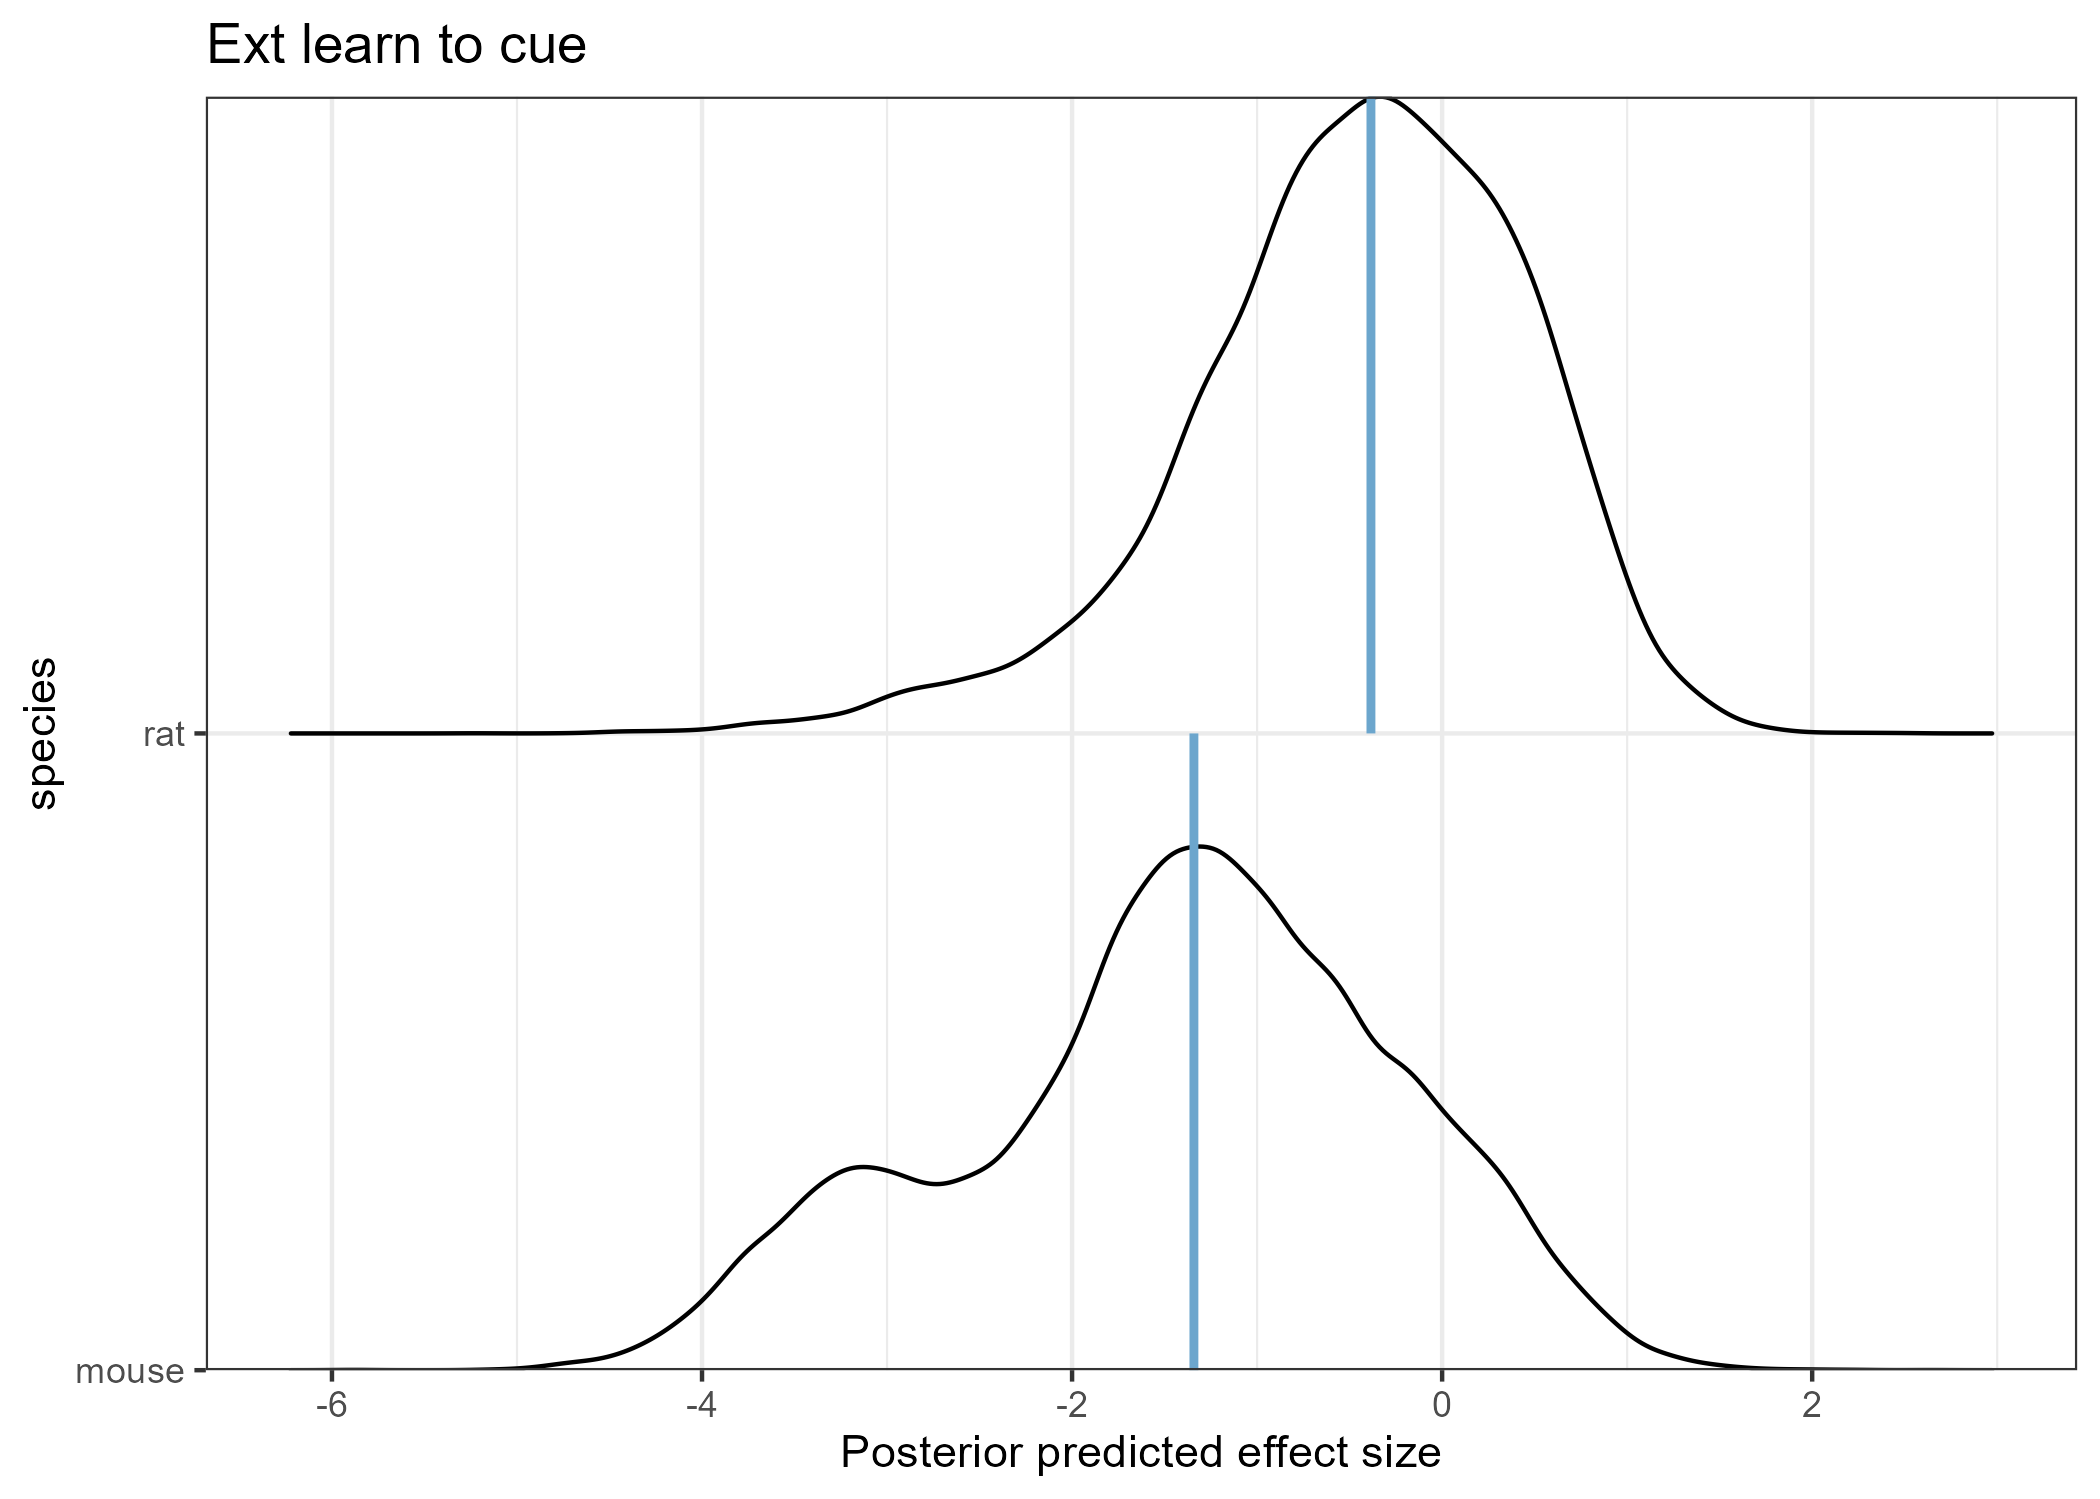 Ext learn to cue
species
rat
mouse
-6
-4
-2
0
2
Posterior predicted effect size